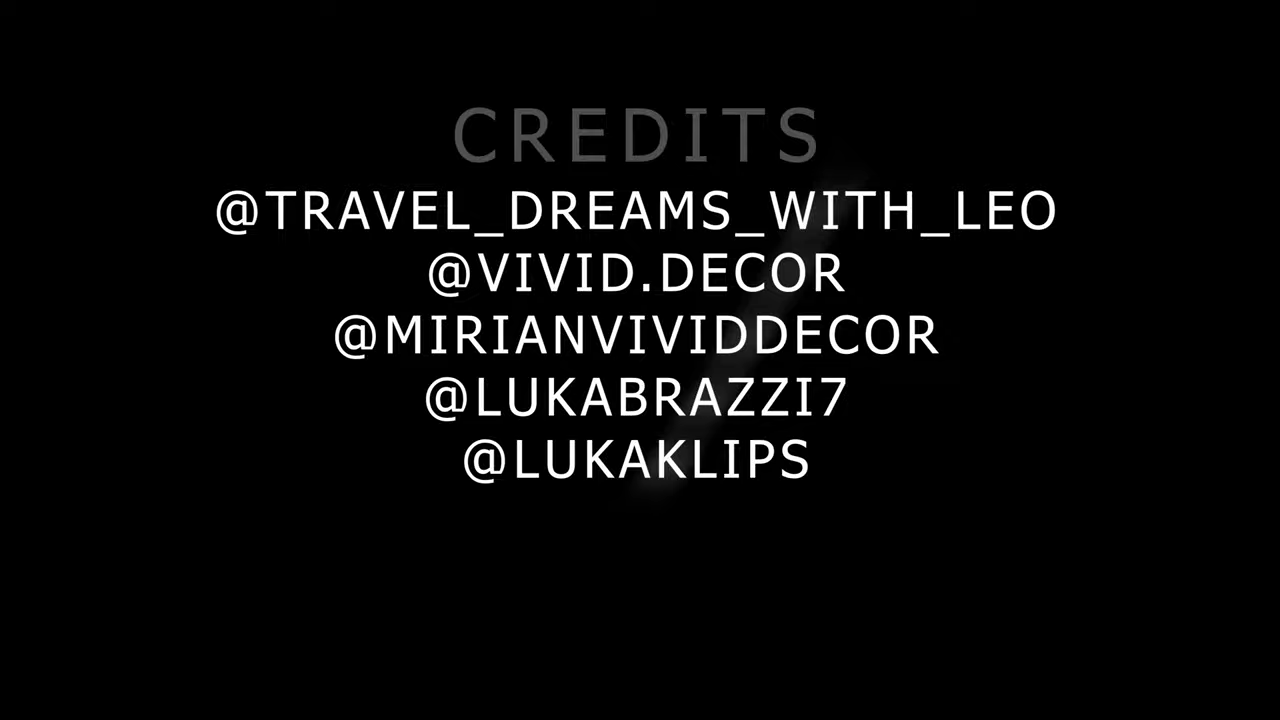 CREDITS
@TRAVEL_DREAMS_WITH_LEO
@VIVID.DECOR
@MIRIANVIVIDDECOR
@LUKABRAZZI7
@LUKAKLIPS